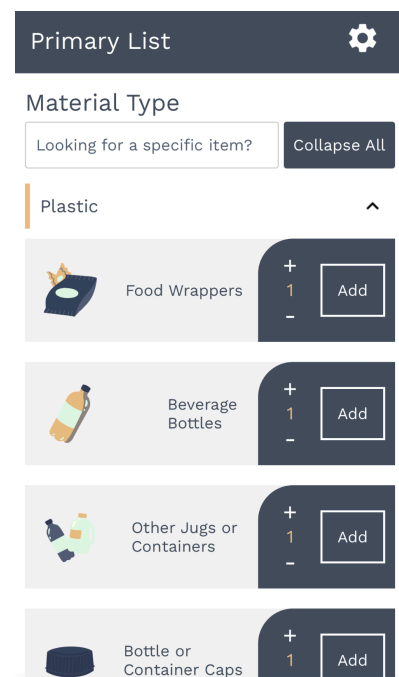 Primary List
Material Type
Looking for a specific item?
Collapse All
Plastic
Food Wrappers
+
1
-
Add
Beverage
Bottles
+
1
-
Add
Other Jugs or
Containers
+
1
-
Add
Bottle or
Container Caps
+
1
Add